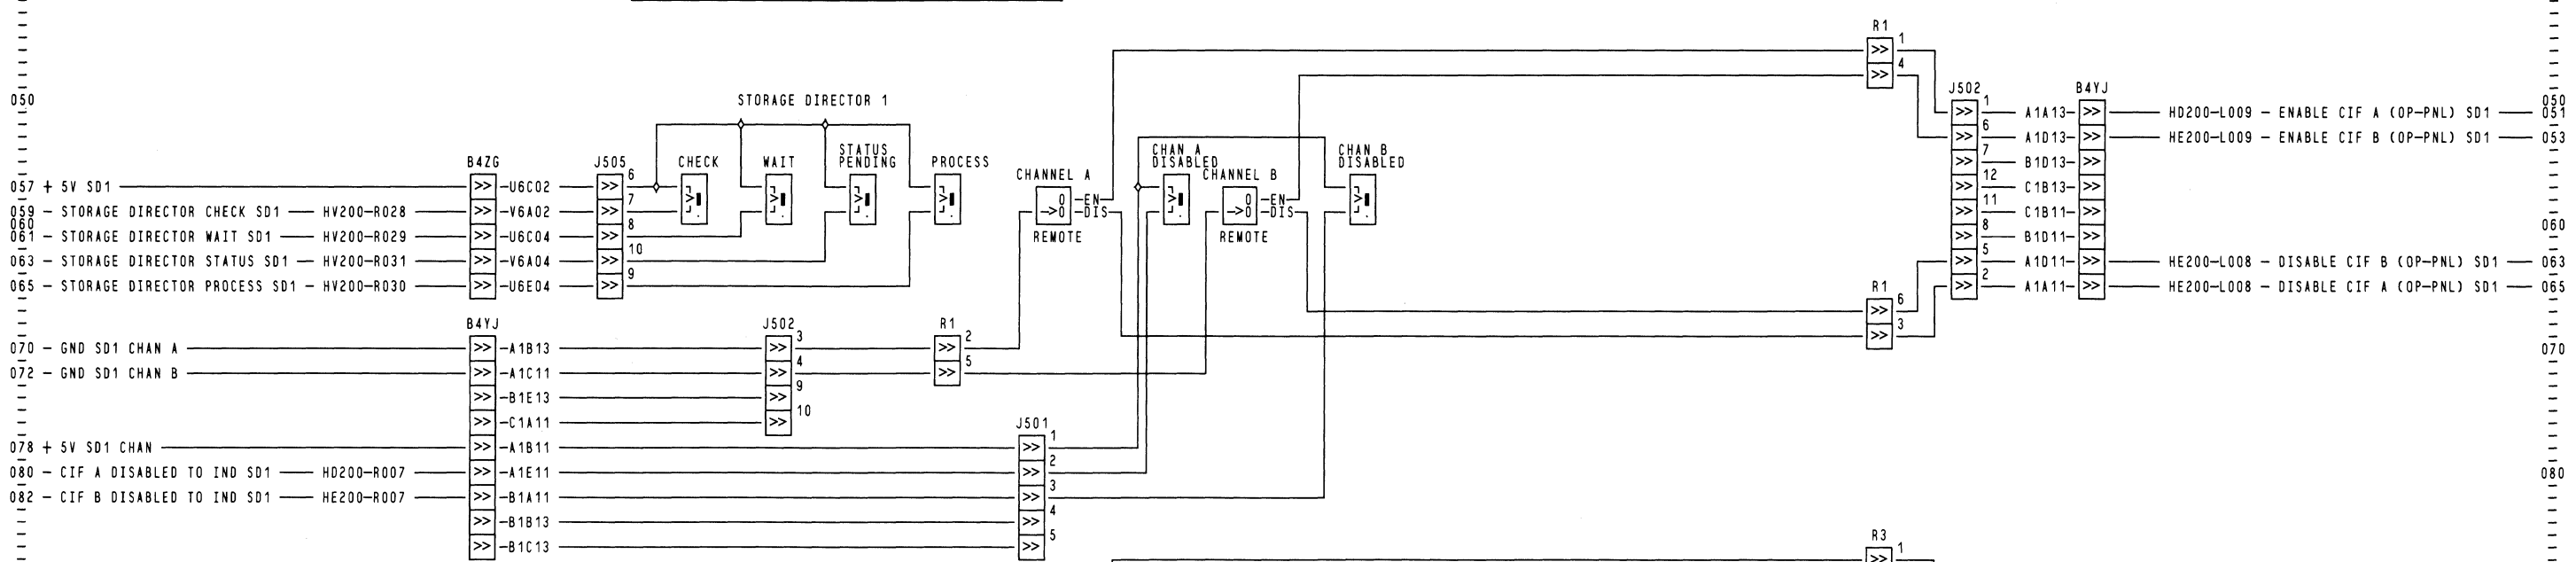 R1
1
4
050
STORAGE DIRECTOR 1
J502
B4YJ
050
1 A1A13- HD200-L009 - ENABLE CIF A (OP-PNL) SD1 051
6 A1D13- HE200-L009 - ENABLE CIF B (OP-PNL) SD1 053
7 B1D13-
12 C1B13-
11 C1B11-
8 B1D11-
060
5 A1D11- HE200-L008 - DISABLE CIF B (OP-PNL) SD1 063
2 A1A11- HE200-L008 - DISABLE CIF A (OP-PNL) SD1 065
B4ZG
J505
CHECK
WAIT
STATUS PENDING
PROCESS
CHANNEL A
CHAN A DISABLED
CHANNEL B
CHAN B DISABLED
057 + 5V SD1 -U6C02 6
059 - STORAGE DIRECTOR CHECK SD1 HV200-R028 -V6A02 7
060
061 - STORAGE DIRECTOR WAIT SD1 HV200-R029 -U6C04 8
063 - STORAGE DIRECTOR STATUS SD1 HV200-R031 -V6A04 10
065 - STORAGE DIRECTOR PROCESS SD1 - HV200-R030 -U6E04 9
0 -EN
->0 -DIS
REMOTE
0 -EN
->0 -DIS
REMOTE
R1
6
3
B4YJ
J502
R1
070 - GND SD1 CHAN A -A1B13 3 2
072 - GND SD1 CHAN B -A1C11 4 5
-B1E13 9
-C1A11 10
070
J501
078 + 5V SD1 CHAN -A1B11 1
080 - CIF A DISABLED TO IND SD1 HD200-R007 -A1E11 2
080
082 - CIF B DISABLED TO IND SD1 HE200-R007 -B1A11 3
-B1B13 4
-B1C13 5
R3
1